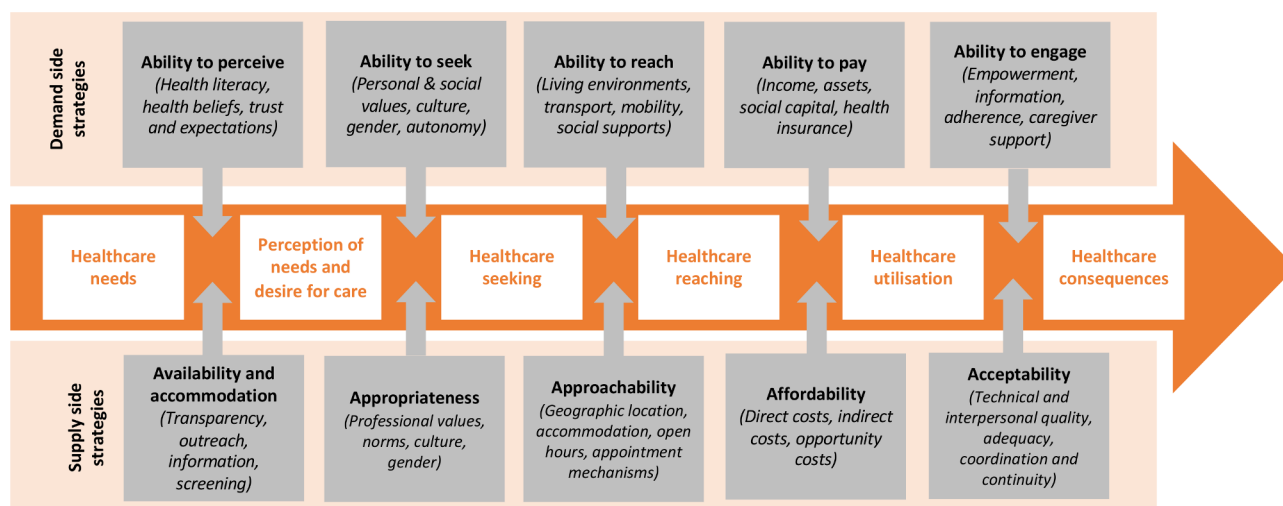 Demand side
strategies
Ability to perceive
(Health literacy,
health beliefs, trust
and expectations)
Ability to seek
(Personal & social
values, culture,
gender, autonomy)
Ability to reach
(Living environments,
transport, mobility,
social supports)
Ability to pay
(Income, assets,
social capital, health
insurance)
Ability to engage
(Empowerment,
information,
adherence, caregiver
support)
Healthcare
needs
Perception of
needs and
desire for care
Healthcare
seeking
Healthcare
reaching
Healthcare
utilisation
Healthcare
consequences
Supply side
strategies
Availability and
accommodation
(Transparency,
outreach,
information,
screening)
Appropriateness
(Professional values,
norms, culture,
gender)
Approachability
(Geographic location,
accommodation, open
hours, appointment
mechanisms)
Affordability
(Direct costs, indirect
costs, opportunity
costs)
Acceptability
(Technical and
interpersonal quality,
adequacy,
coordination and
continuity)